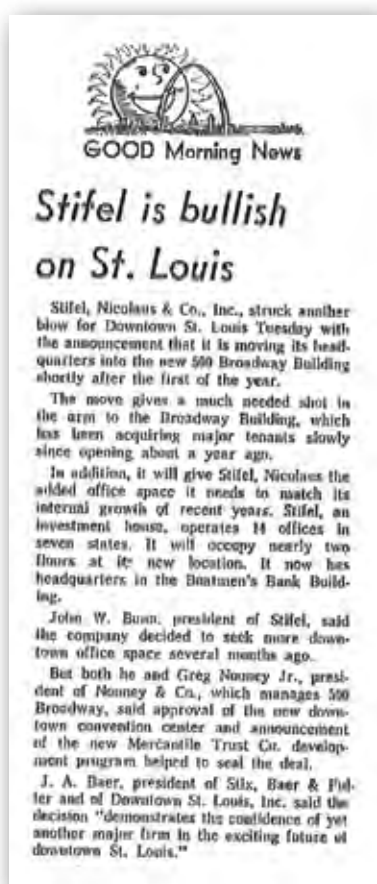 GOOD Morning News
Stifel is bullish
on St. Louis
Stifel, Nicolaus & Co., Inc., struck another
blow for Downtown St. Louis Tuesday with
the announcement that it is moving its head-
quarters into the new 500 Broadway Building
shortly after the first of the year.
The move gives a much needed shot in
the arm to the Broadway Building, which
has been acquiring major tenants slowly
since opening about a year ago.
In addition, it will give Stifel, Nicolaus the
added office space it needs to match its
internal growth of recent years. Stifel, an
investment house, operates 14 offices in
seven states. It will occupy nearly two
floors at its new location. It now has
headquarters in the Boatmen's Bank Build-
ing.
John W. Bunn, president of Stifel, said
the company decided to seek more down-
town office space several months ago.
But both he and Greg Nooney Jr., presi-
dent of Nooney & Co., which manages 500
Broadway, said approval of the new down-
town convention center and announcement
of the new Mercantile Trust Co. develop-
ment program helped to seal the deal.
J. A. Baer, president of Stix, Baer & Ful-
ler and of Downtown St. Louis, Inc. said the
decision "demonstrates the confidence of yet
another major firm in the exciting future of
downtown St. Louis."